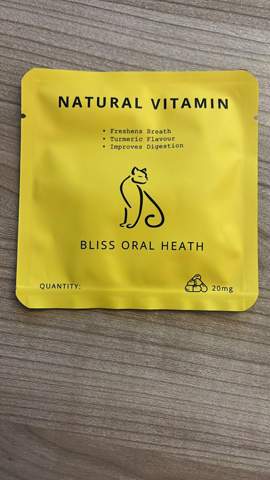 NATURAL VITAMIN
• Freshens Breath
• Turmeric Flavour
• Improves Digestion
BLISS ORAL HEATH
QUANTITY:
20mg